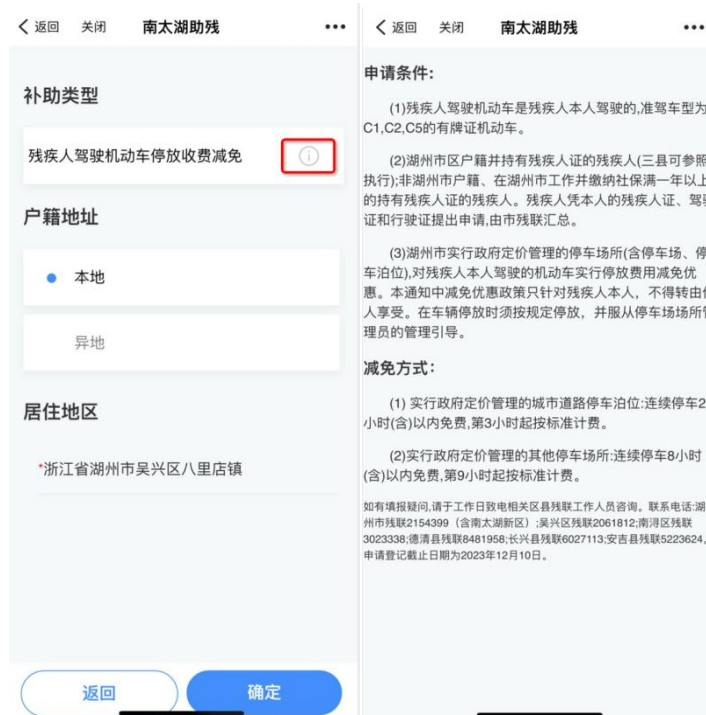 返回 关闭 南太湖助残
补助类型
残疾人驾驶机动车停放收费减免
户籍地址
本地
异地
居住地区
*浙江省湖州市吴兴区八里店镇
返回 确定
返回 关闭 南太湖助残
申请条件:
(1)残疾人驾驶机动车是残疾人本人驾驶的,准驾车型为
C1,C2,C5的有牌证机动车。
(2)湖州市区户籍并持有残疾人证的残疾人(三县可参照
执行);非湖州市户籍、在湖州市工作并缴纳社保满一年以上
的持有残疾人证的残疾人。残疾人凭本人的残疾人证、驾驶
证和行驶证提出申请,由市残联汇总。
(3)湖州市实行政府定价管理的停车场所(含停车场、停
车泊位),对残疾人本人驾驶的机动车实行停放费用减免优
惠。本通知中减免优惠政策只针对残疾人本人，不得转由他
人享受。在车辆停放时须按规定停放，并服从停车场场所管
理员的管理引导。
减免方式：
(1) 实行政府定价管理的城市道路停车泊位:连续停车2
小时(含)以内免费,第3小时起按标准计费。
(2)实行政府定价管理的其他停车场所:连续停车8小时
(含)以内免费,第9小时起按标准计费。
如有填报疑问,请于工作日致电相关区县残联工作人员咨询。联系电话:湖
州市残联2154399（含南太湖新区）;吴兴区残联2061812;南浔区残联
3023338;德清县残联8481958;长兴县残联6027113;安吉县残联5223624,
申请登记截止日期为2023年12月10日。